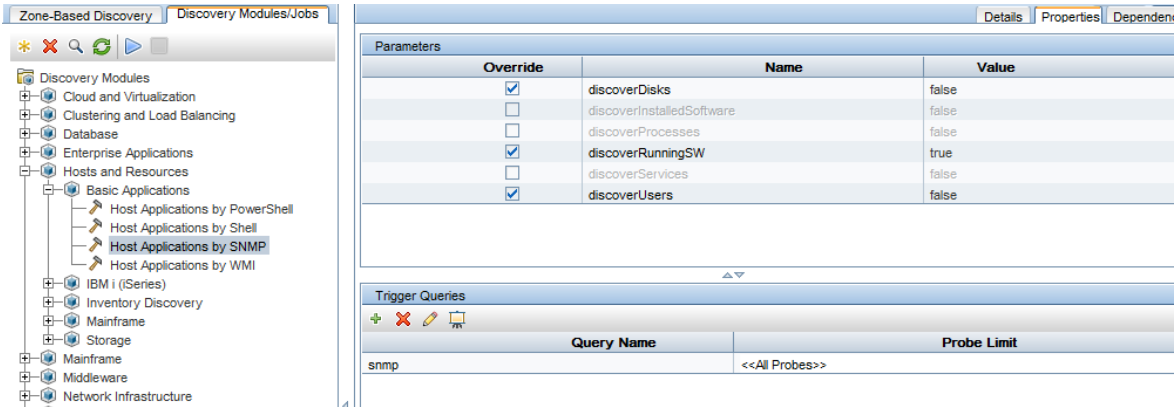 Zone-Based Discovery
Discovery Modules/Jobs
Discovery Modules
Cloud and Virtualization
Clustering and Load Balancing
Database
Enterprise Applications
Hosts and Resources
Basic Applications
Host Applications by PowerShell
Host Applications by Shell
Host Applications by SNMP
Host Applications by WMI
IBM i (iSeries)
Inventory Discovery
Mainframe
Storage
Mainframe
Middleware
Network Infrastructure
Details Properties Dependenc
Parameters
Override Name Value
discoverDisks false
discoverInstalledSoftware false
discoverProcesses false
discoverRunningSW true
discoverServices false
discoverUsers false
Trigger Queries
Query Name Probe Limit
snmp <<All Probes>>